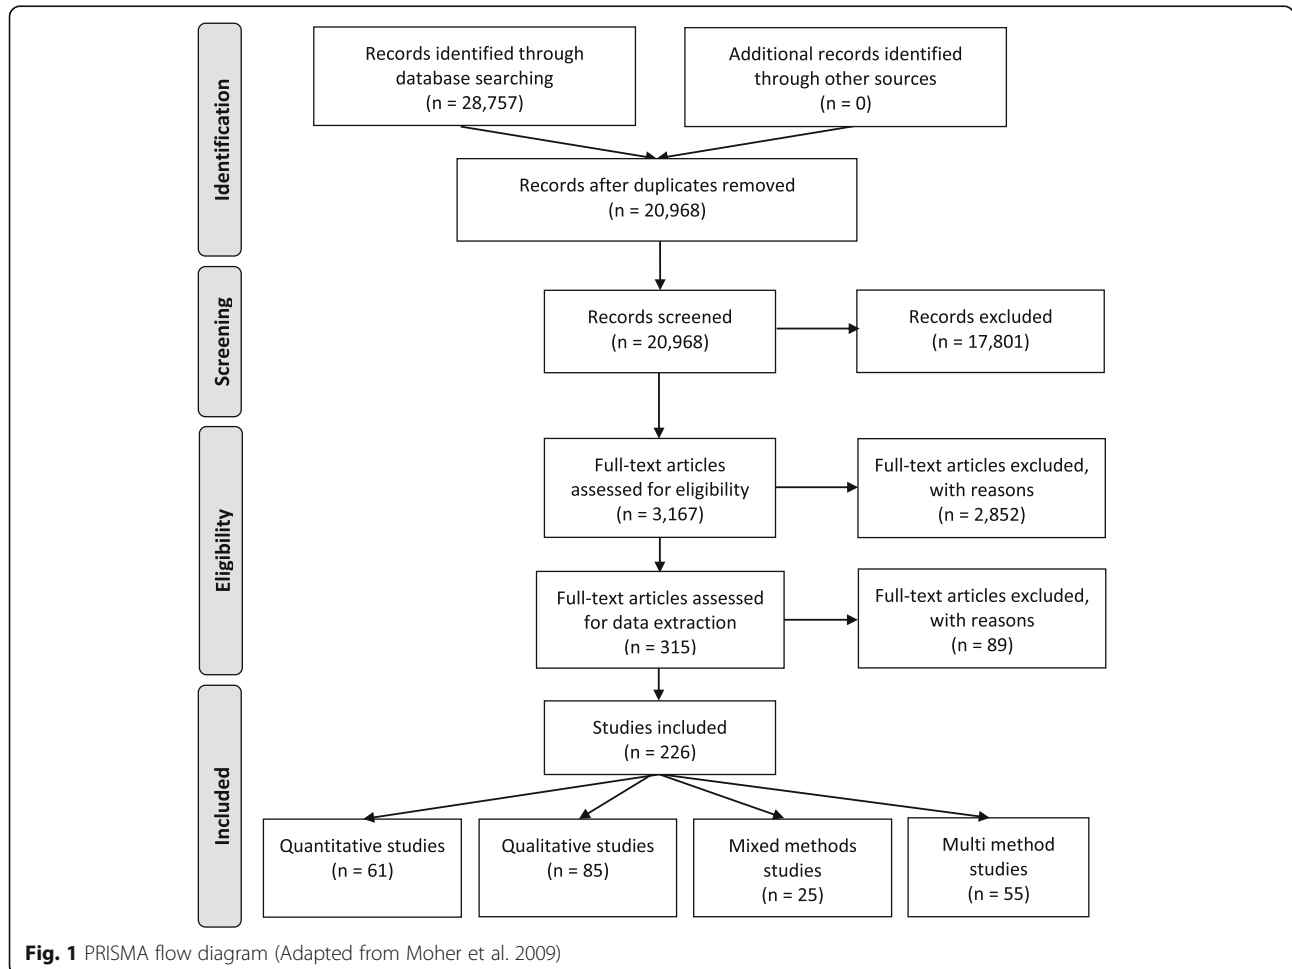 Identification
Records identified through
database searching
(n = 28,757)
Additional records identified
through other sources
(n = 0)
Records after duplicates removed
(n = 20,968)
Screening
Records screened
(n = 20,968)
Records excluded
(n = 17,801)
Eligibility
Full-text articles
assessed for eligibility
(n = 3,167)
Full-text articles excluded,
with reasons
(n = 2,852)
Full-text articles assessed
for data extraction
(n = 315)
Full-text articles excluded,
with reasons
(n = 89)
Included
Studies included
(n = 226)
Quantitative studies
(n = 61)
Qualitative studies
(n = 85)
Mixed methods
studies
(n = 25)
Multi method
studies
(n = 55)
Fig. 1 PRISMA flow diagram (Adapted from Moher et al. 2009)